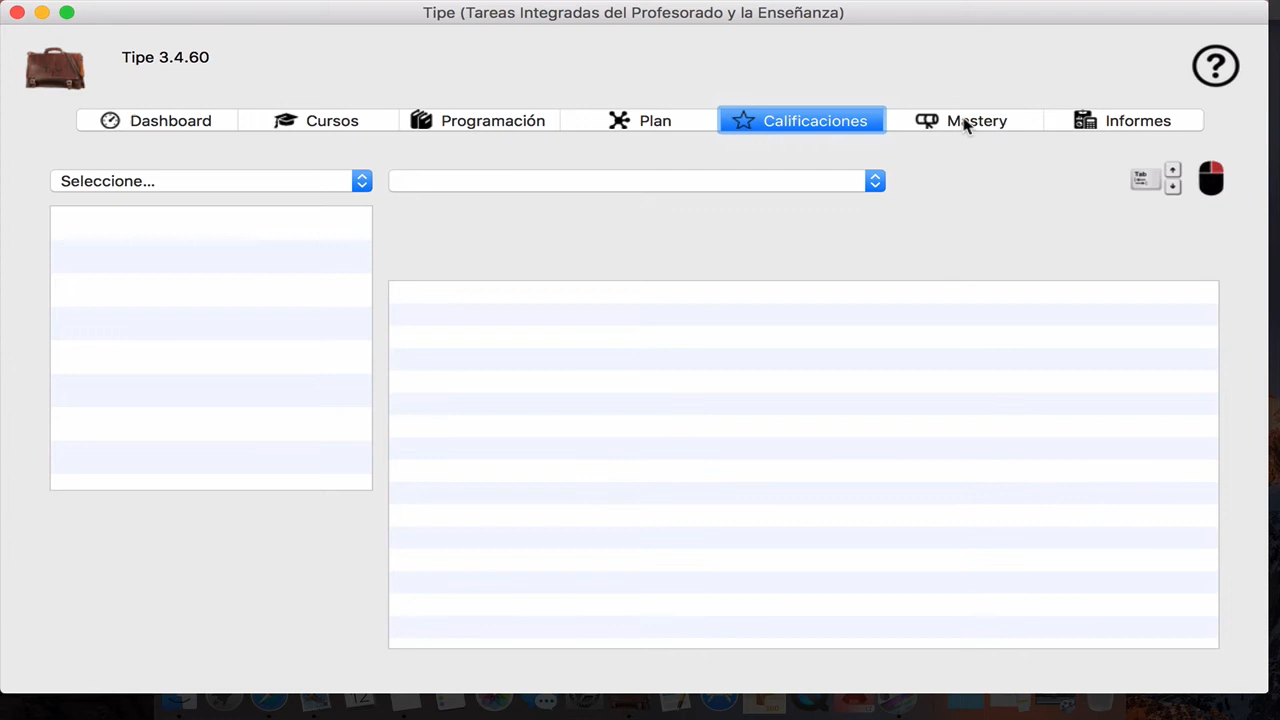 Tipe (Tareas Integradas del Profesorado y la Enseñanza)
Tipe 3.4.60
Dashboard
Cursos
Programación
Plan
Calificaciones
Mastery
Informes
Seleccione...
Tab